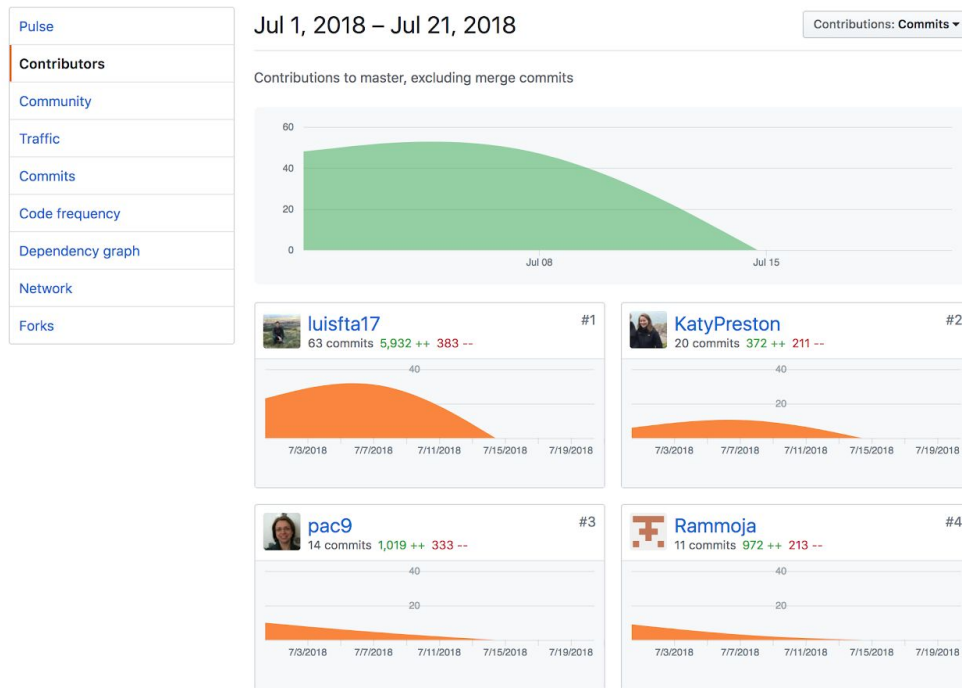 Pulse
Contributors
Community
Traffic
Commits
Code frequency
Dependency graph
Network
Forks
Jul 1, 2018 – Jul 21, 2018
Contributions: Commits
Contributions to master, excluding merge commits
60
40
20
0
Jul 08 Jul 15
luisfta17 #1
63 commits 5,932 ++ 383 --
40
7/3/2018 7/7/2018 7/11/2018 7/15/2018 7/19/2018
KatyPreston #2
20 commits 372 ++ 211 --
40
20
7/3/2018 7/7/2018 7/11/2018 7/15/2018 7/19/2018
pac9 #3
14 commits 1,019 ++ 333 --
40
20
7/3/2018 7/7/2018 7/11/2018 7/15/2018 7/19/2018
Rammoja #4
11 commits 972 ++ 213 --
40
20
7/3/2018 7/7/2018 7/11/2018 7/15/2018 7/19/2018